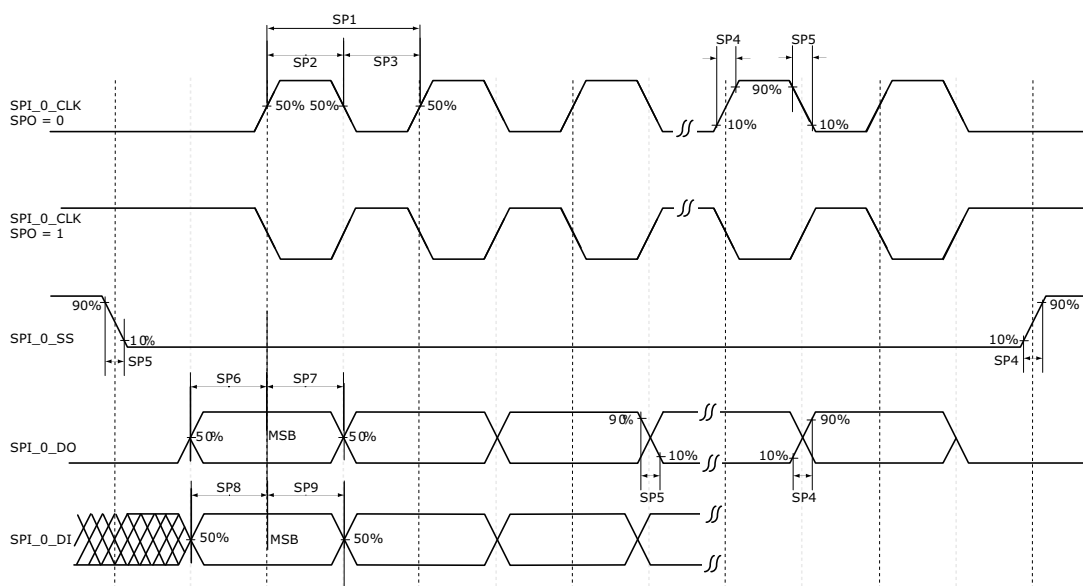 SP1
SP4
SP5
SP2
SP3
SPI_0_CLK
SPO = 0
50%
50%
50%
90%
10%
10%
SPI_0_CLK
SPO = 1
90%
90%
SPI_0_SS
10%
10%
SP5
SP4
SP6
SP7
90%
90%
50%
MSB
50%
SPI_0_DO
10%
10%
SP8
SP9
SP5
SP4
SPI_0_DI
50%
MSB
50%